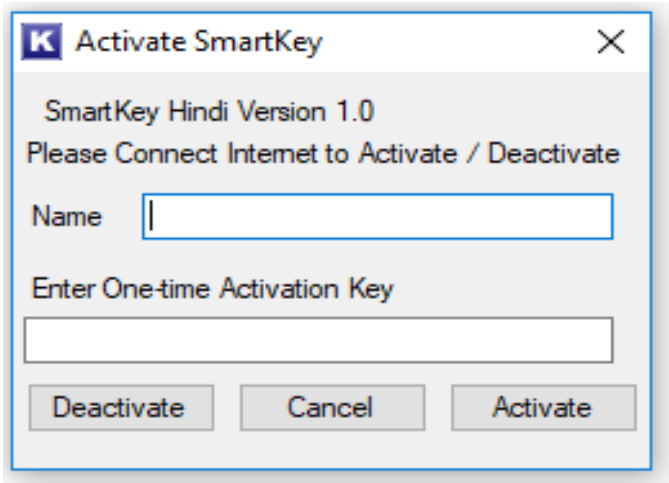 K Activate SmartKey
SmartKey Hindi Version 1.0
Please Connect Internet to Activate / Deactivate
Name
Enter One-time Activation Key
Deactivate Cancel Activate